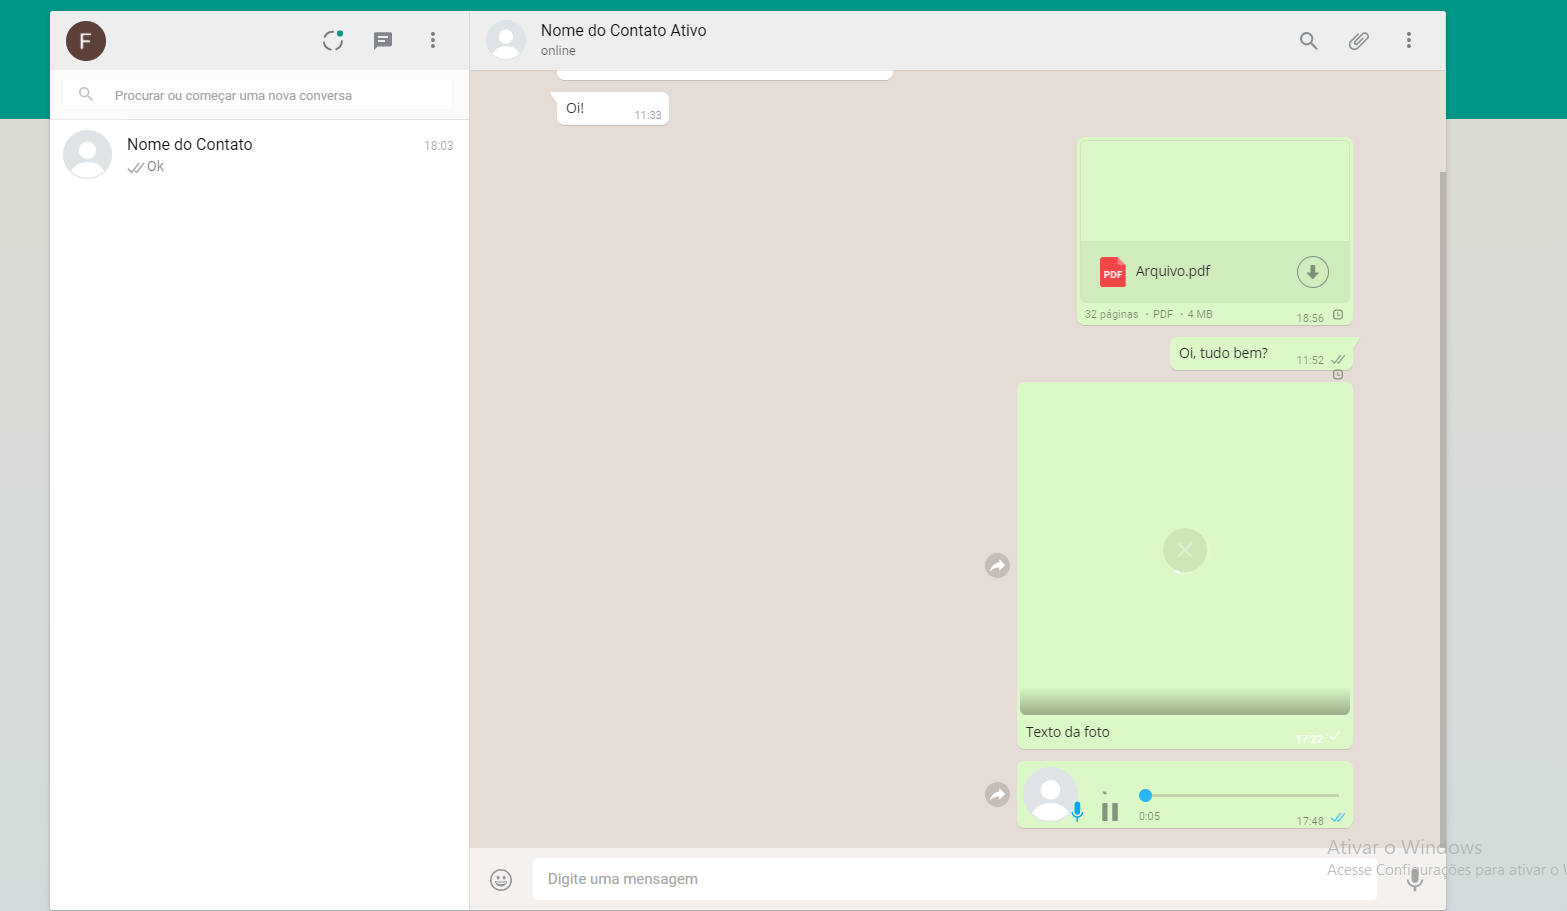 F
Nome do Contato Ativo
online
Procurar ou começar uma nova conversa
Nome do Contato
18:03
Ok
Oi!
11:33
PDF
Arquivo.pdf
32 páginas • PDF • 4 MB
18:56
Oi, tudo bem?
11:52
Texto da foto
17:22
0:05
17:48
Digite uma mensagem
Ativar o Windows
Acesse Configurações para ativar o W